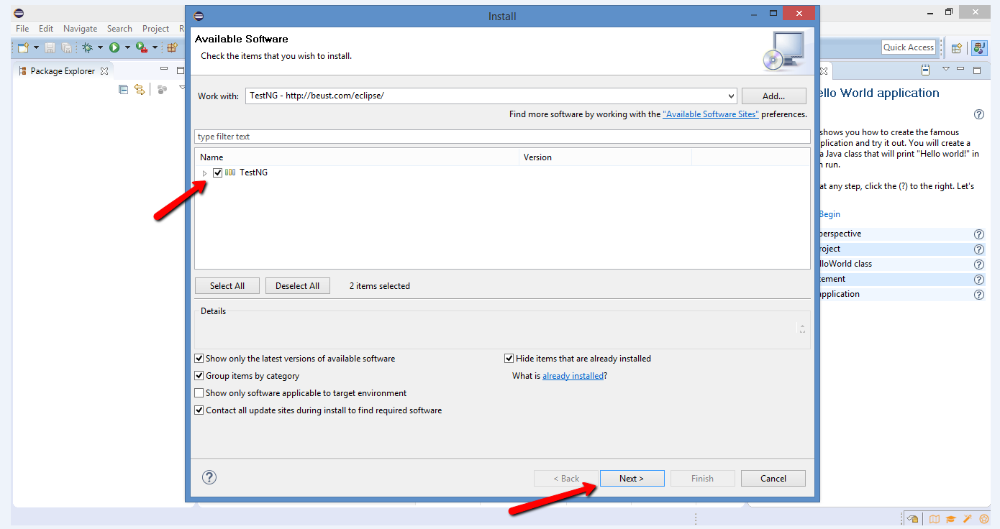 Install
File Edit Navigate Search Project R
Quick Access
Package Explorer
Available Software
Check the items that you wish to install.
Work with: TestNG - http://beust.com/eclipse/ Add...
Find more software by working with the "Available Software Sites" preferences.
type filter text
Name Version
TestNG
Select All Deselect All 2 items selected
Details
Show only the latest versions of available software
Hide items that are already installed
Group items by category
What is already installed?
Show only software applicable to target environment
Contact all update sites during install to find required software
< Back Next > Finish Cancel
ello World application
shows you how to create the famous
plication and try it out. You will create a
a Java class that will print "Hello world!" in
n run.
at any step, click the (?) to the right. Let's
Begin
perspective
roject
lloWorld class
tement
application